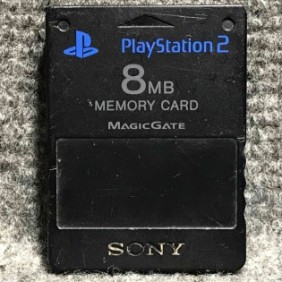 PlayStation 2
8MB
MEMORY CARD
MAGICGATE
SONY